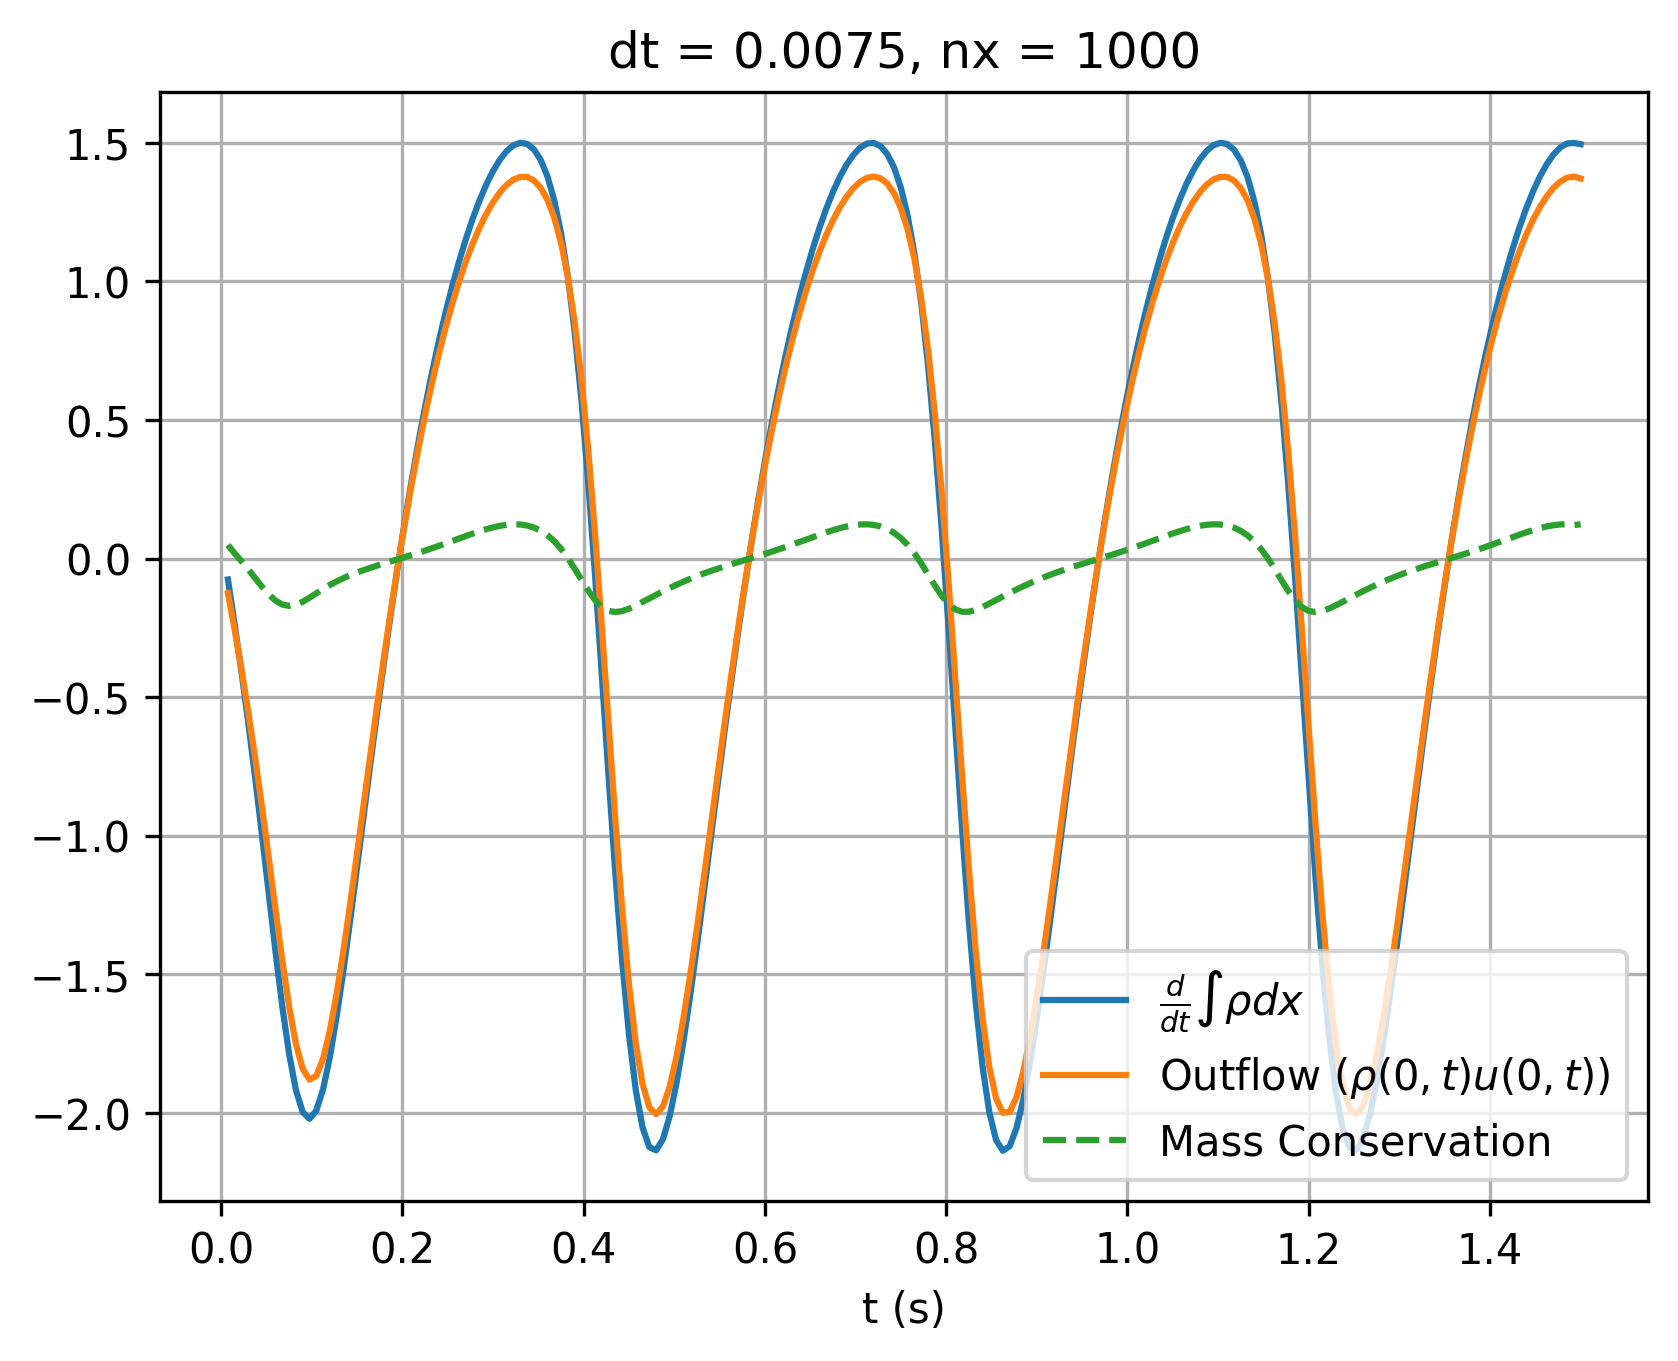 dt = 0.0075, nx = 1000
1.5
1.0
0.5
0.0
−0.5
−1.0
−1.5
−2.0
d/dt ∫ρdx
Outflow (ρ(0, t)u(0, t))
Mass Conservation
0.0 0.2 0.4 0.6 0.8 1.0 1.2 1.4
t (s)